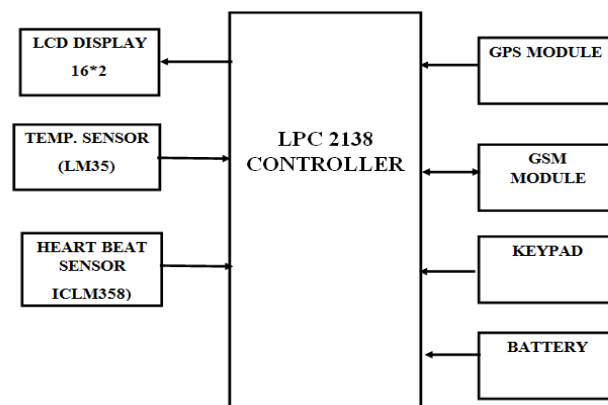 LCD DISPLAY
16*2
TEMP. SENSOR
(LM35)
HEART BEAT
SENSOR
ICLM358)
LPC 2138
CONTROLLER
GPS MODULE
GSM
MODULE
KEYPAD
BATTERY